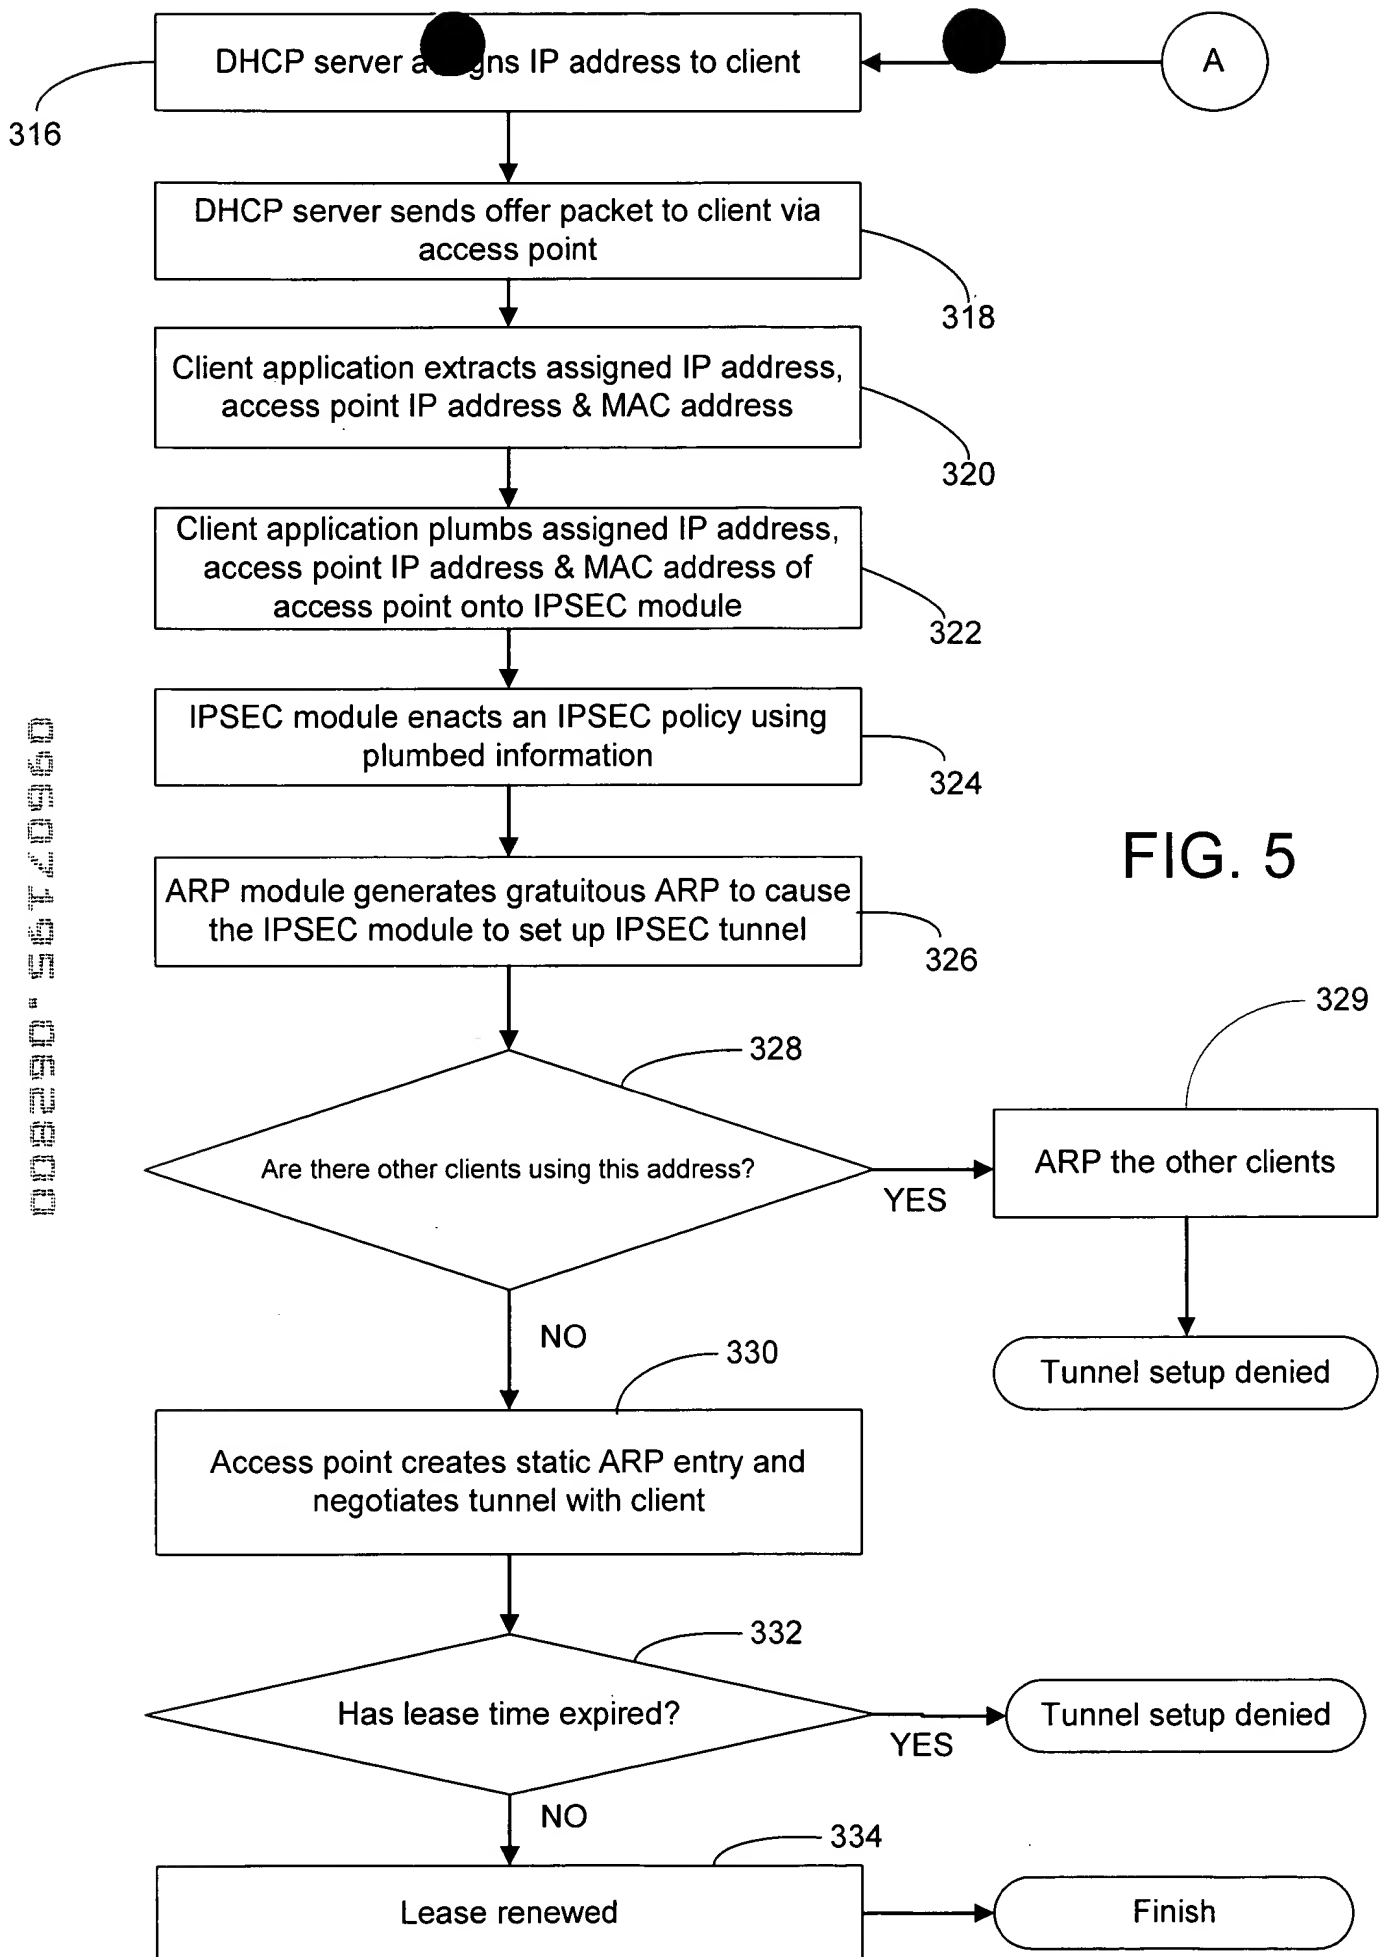 DHCP server assigns IP address to client
A
316
DHCP server sends offer packet to client via
access point
318
Client application extracts assigned IP address,
access point IP address & MAC address
320
Client application plumbs assigned IP address,
access point IP address & MAC address of
access point onto IPSEC module
322
IPSEC module enacts an IPSEC policy using
plumbed information
324
FIG. 5
ARP module generates gratuitous ARP to cause
the IPSEC module to set up IPSEC tunnel
326
09607195.062800
329
328
Are there other clients using this address?
YES
ARP the other clients
NO
Tunnel setup denied
330
Access point creates static ARP entry and
negotiates tunnel with client
332
Has lease time expired?
YES
Tunnel setup denied
NO
334
Lease renewed
Finish